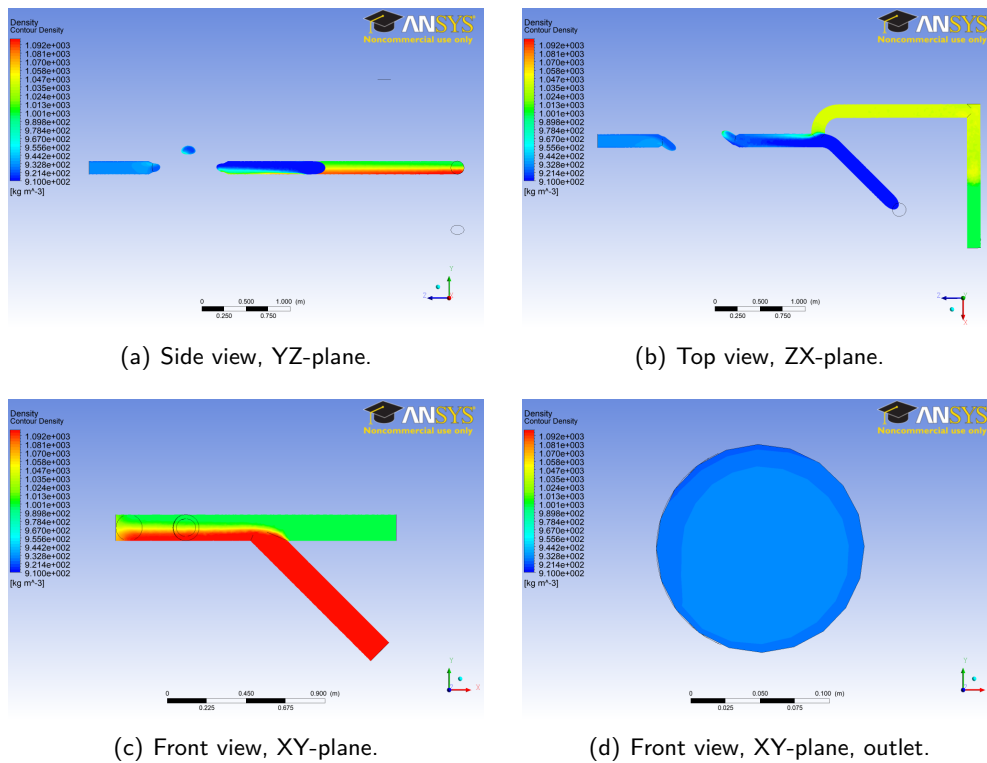 Density
Contour Density
1.092e+003
1.081e+003
1.070e+003
1.058e+003
1.047e+003
1.035e+003
1.024e+003
1.013e+003
1.001e+003
9.898e+002
9.784e+002
9.670e+002
9.556e+002
9.442e+002
9.328e+002
9.214e+002
9.100e+002
[kg m^-3]
ANSYS
Noncommercial use only
0 0.500 1.000 (m)
0.250 0.750
Y
Z
(a) Side view, YZ-plane.
Density
Contour Density
1.092e+003
1.081e+003
1.070e+003
1.058e+003
1.047e+003
1.035e+003
1.024e+003
1.013e+003
1.001e+003
9.898e+002
9.784e+002
9.670e+002
9.556e+002
9.442e+002
9.328e+002
9.214e+002
9.100e+002
[kg m^-3]
ANSYS
Noncommercial use only
0 0.500 1.000 (m)
0.250 0.750
Z
X
(b) Top view, ZX-plane.
Density
Contour Density
1.092e+003
1.081e+003
1.070e+003
1.058e+003
1.047e+003
1.035e+003
1.024e+003
1.013e+003
1.001e+003
9.898e+002
9.784e+002
9.670e+002
9.556e+002
9.442e+002
9.328e+002
9.214e+002
9.100e+002
[kg m^-3]
ANSYS
Noncommercial use only
0 0.450 0.900 (m)
0.225 0.675
Y
X
(c) Front view, XY-plane.
Density
Contour Density
1.092e+003
1.081e+003
1.070e+003
1.058e+003
1.047e+003
1.035e+003
1.024e+003
1.013e+003
1.001e+003
9.898e+002
9.784e+002
9.670e+002
9.556e+002
9.442e+002
9.328e+002
9.214e+002
9.100e+002
[kg m^-3]
ANSYS
Noncommercial use only
0 0.050 0.100 (m)
0.025 0.075
Y
X
(d) Front view, XY-plane, outlet.